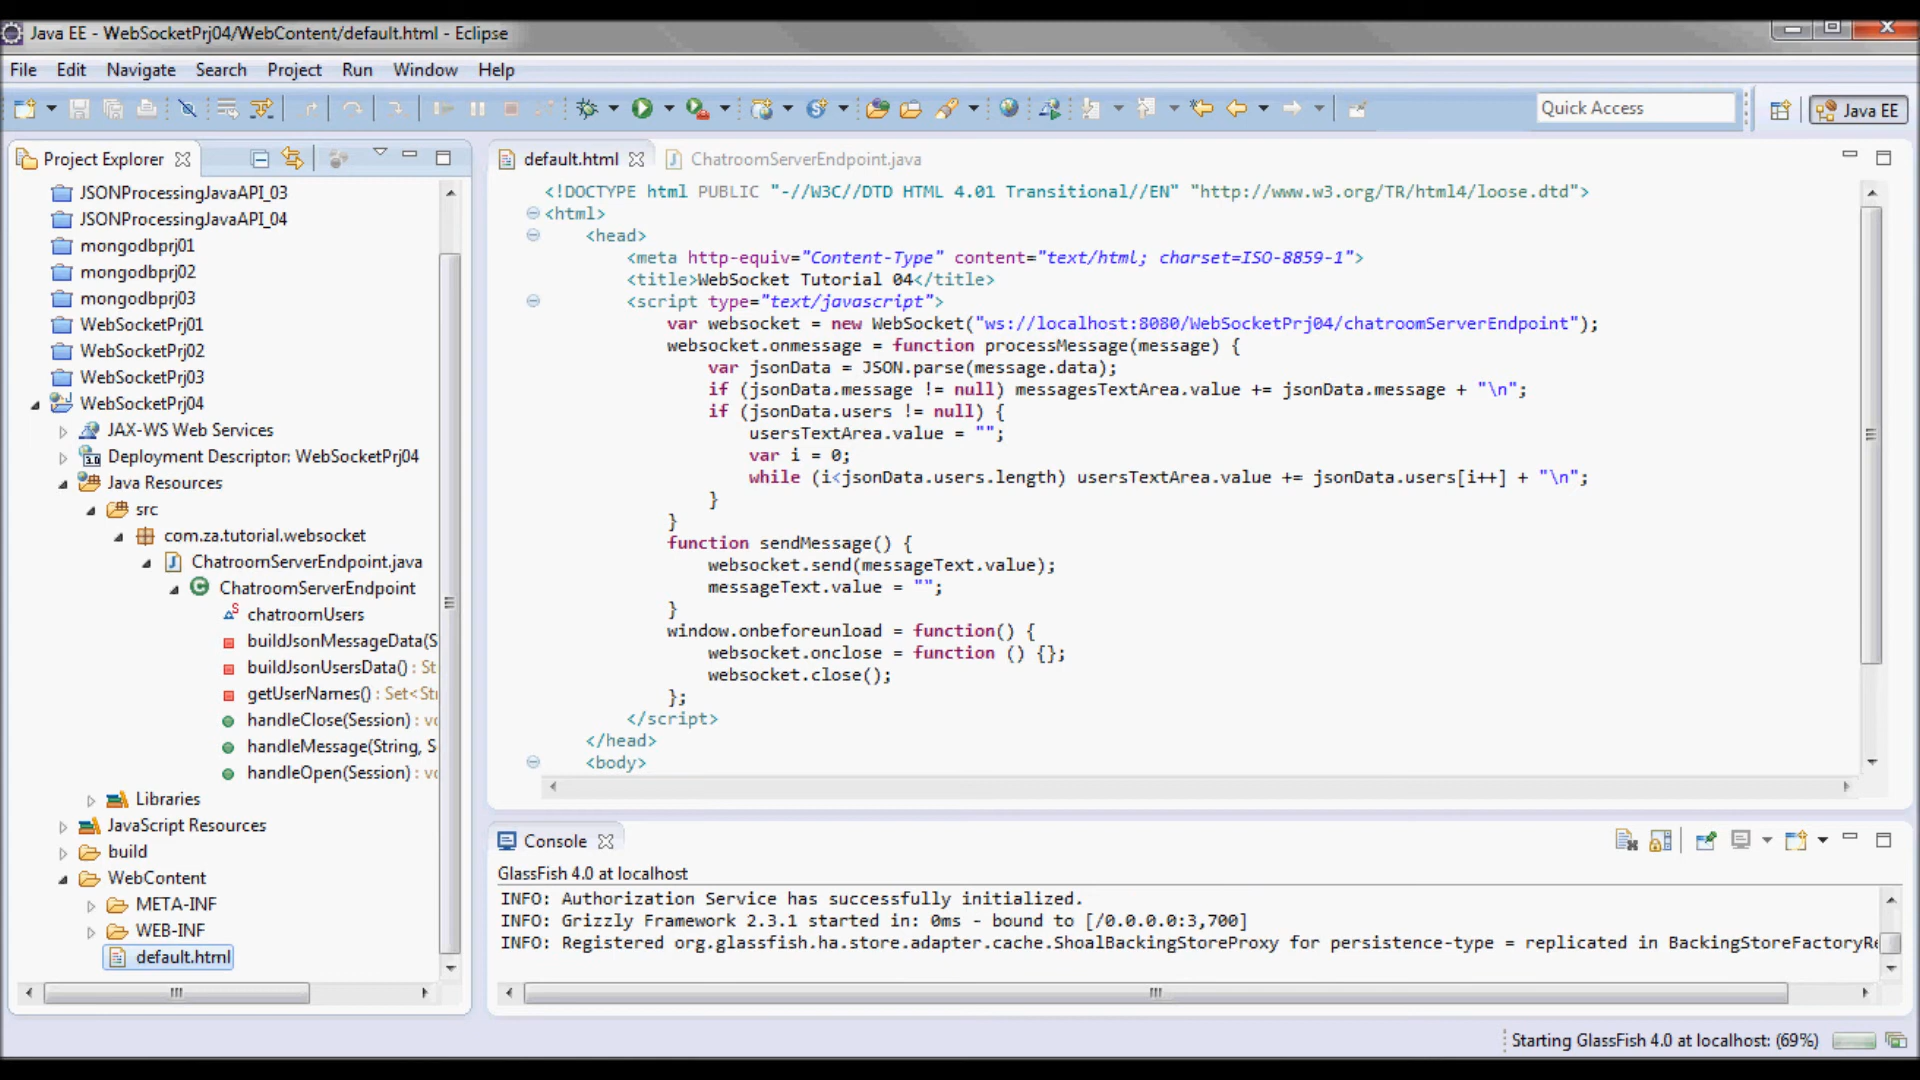 Java EE - WebSocketPrj04/WebContent/default.html - Eclipse
File Edit Navigate Search Project Run Window Help
Quick Access
Java EE
Project Explorer
JSONProcessingJavaAPI_03
JSONProcessingJavaAPI_04
mongodbprj01
mongodbprj02
mongodbprj03
WebSocketPrj01
WebSocketPrj02
WebSocketPrj03
WebSocketPrj04
JAX-WS Web Services
Deployment Descriptor: WebSocketPrj04
3.0
Java Resources
src
com.za.tutorial.websocket
ChatroomServerEndpoint.java
ChatroomServerEndpoint
chatroomUsers
buildJsonMessageData(S
buildJsonUsersData() : St
getUserNames() : Set<Str
handleClose(Session) : vo
handleMessage(String, S
handleOpen(Session) : vo
Libraries
JavaScript Resources
build
WebContent
META-INF
WEB-INF
default.html
default.html
ChatroomServerEndpoint.java
<!DOCTYPE html PUBLIC "-//W3C//DTD HTML 4.01 Transitional//EN" "http://www.w3.org/TR/html4/loose.dtd">
<html>
<head>
<meta http-equiv="Content-Type" content="text/html; charset=ISO-8859-1">
<title>WebSocket Tutorial 04</title>
<script type="text/javascript">
var websocket = new WebSocket("ws://localhost:8080/WebSocketPrj04/chatroomServerEndpoint");
websocket.onmessage = function processMessage(message) {
var jsonData = JSON.parse(message.data);
if (jsonData.message != null) messagesTextArea.value += jsonData.message + "\n";
if (jsonData.users != null) {
usersTextArea.value = "";
var i = 0;
while (i<jsonData.users.length) usersTextArea.value += jsonData.users[i++] + "\n";
}
}
function sendMessage() {
websocket.send(messageText.value);
messageText.value = "";
}
window.onbeforeunload = function() {
websocket.onclose = function () {};
websocket.close();
};
</script>
</head>
<body>
Console
GlassFish 4.0 at localhost
INFO: Authorization Service has successfully initialized.
INFO: Grizzly Framework 2.3.1 started in: 0ms - bound to [/0.0.0.0:3,700]
INFO: Registered org.glassfish.ha.store.adapter.cache.ShoalBackingStoreProxy for persistence-type = replicated in BackingStoreFactoryRe
Starting GlassFish 4.0 at localhost: (69%)